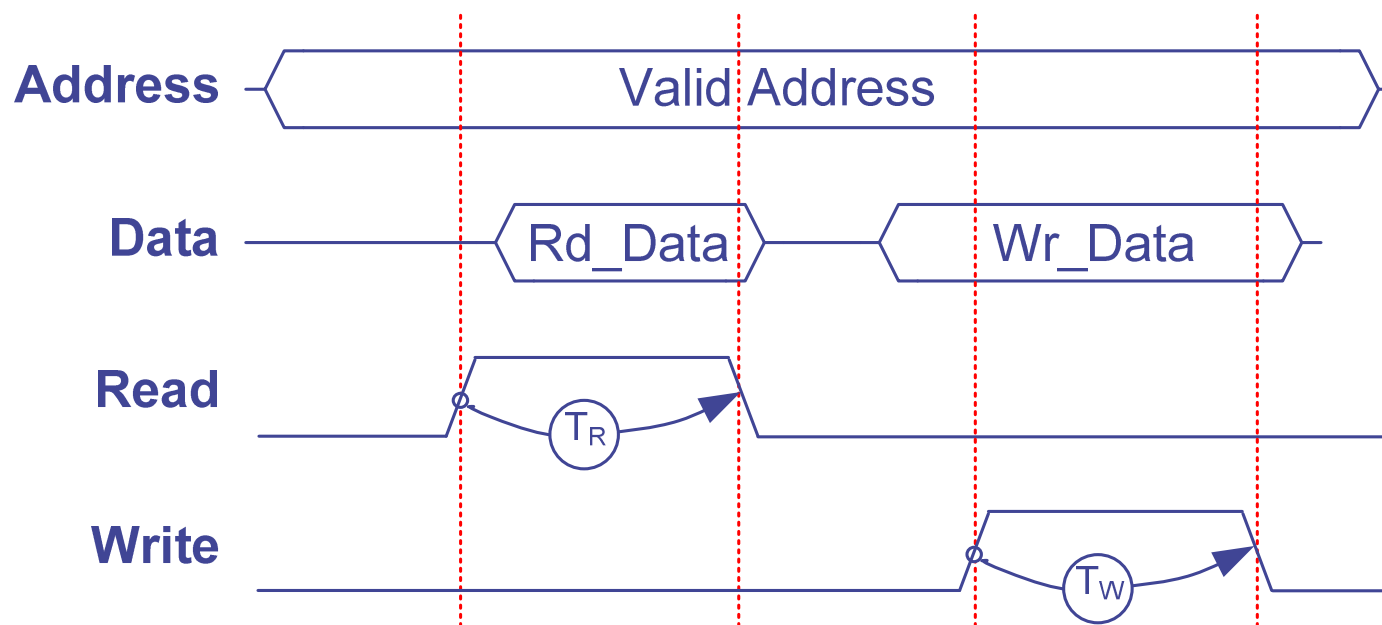 Address
Valid Address
Data
Rd_Data
Wr_Data
Read
TR
Write
TW